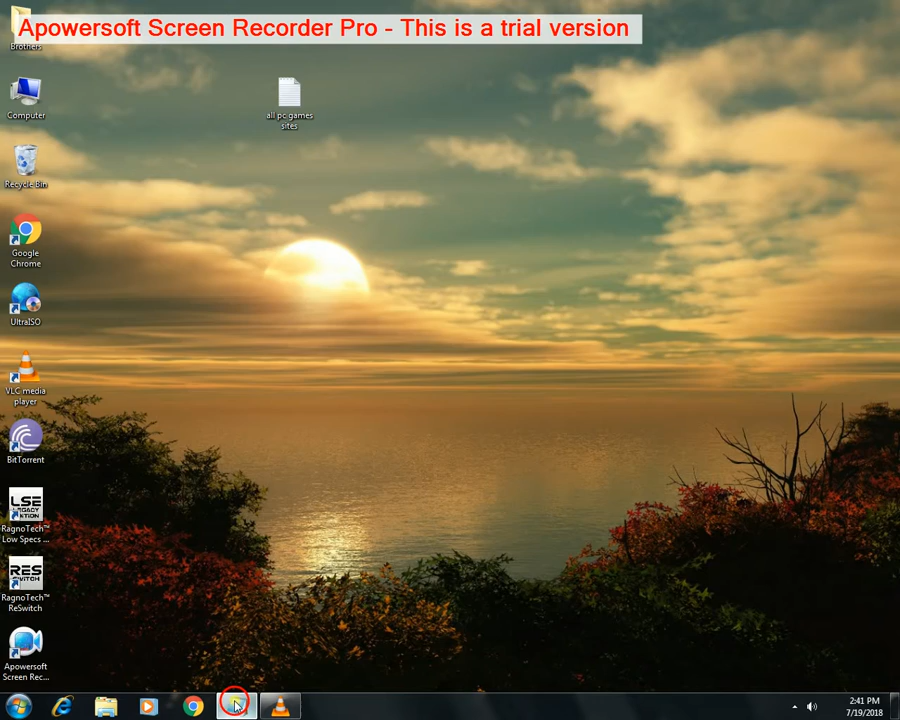 Apowersoft Screen Recorder Pro - This is a trial version
Brothers
Computer
all pc games
sites
Recycle Bin
Google
Chrome
UltraISO
VLC media
player
BitTorrent
LSE
RagnoTech™
Low Specs ...
RES
SWITCH
RagnoTech™
ReSwitch
Apowersoft
Screen Rec...
2:41 PM
7/19/2018